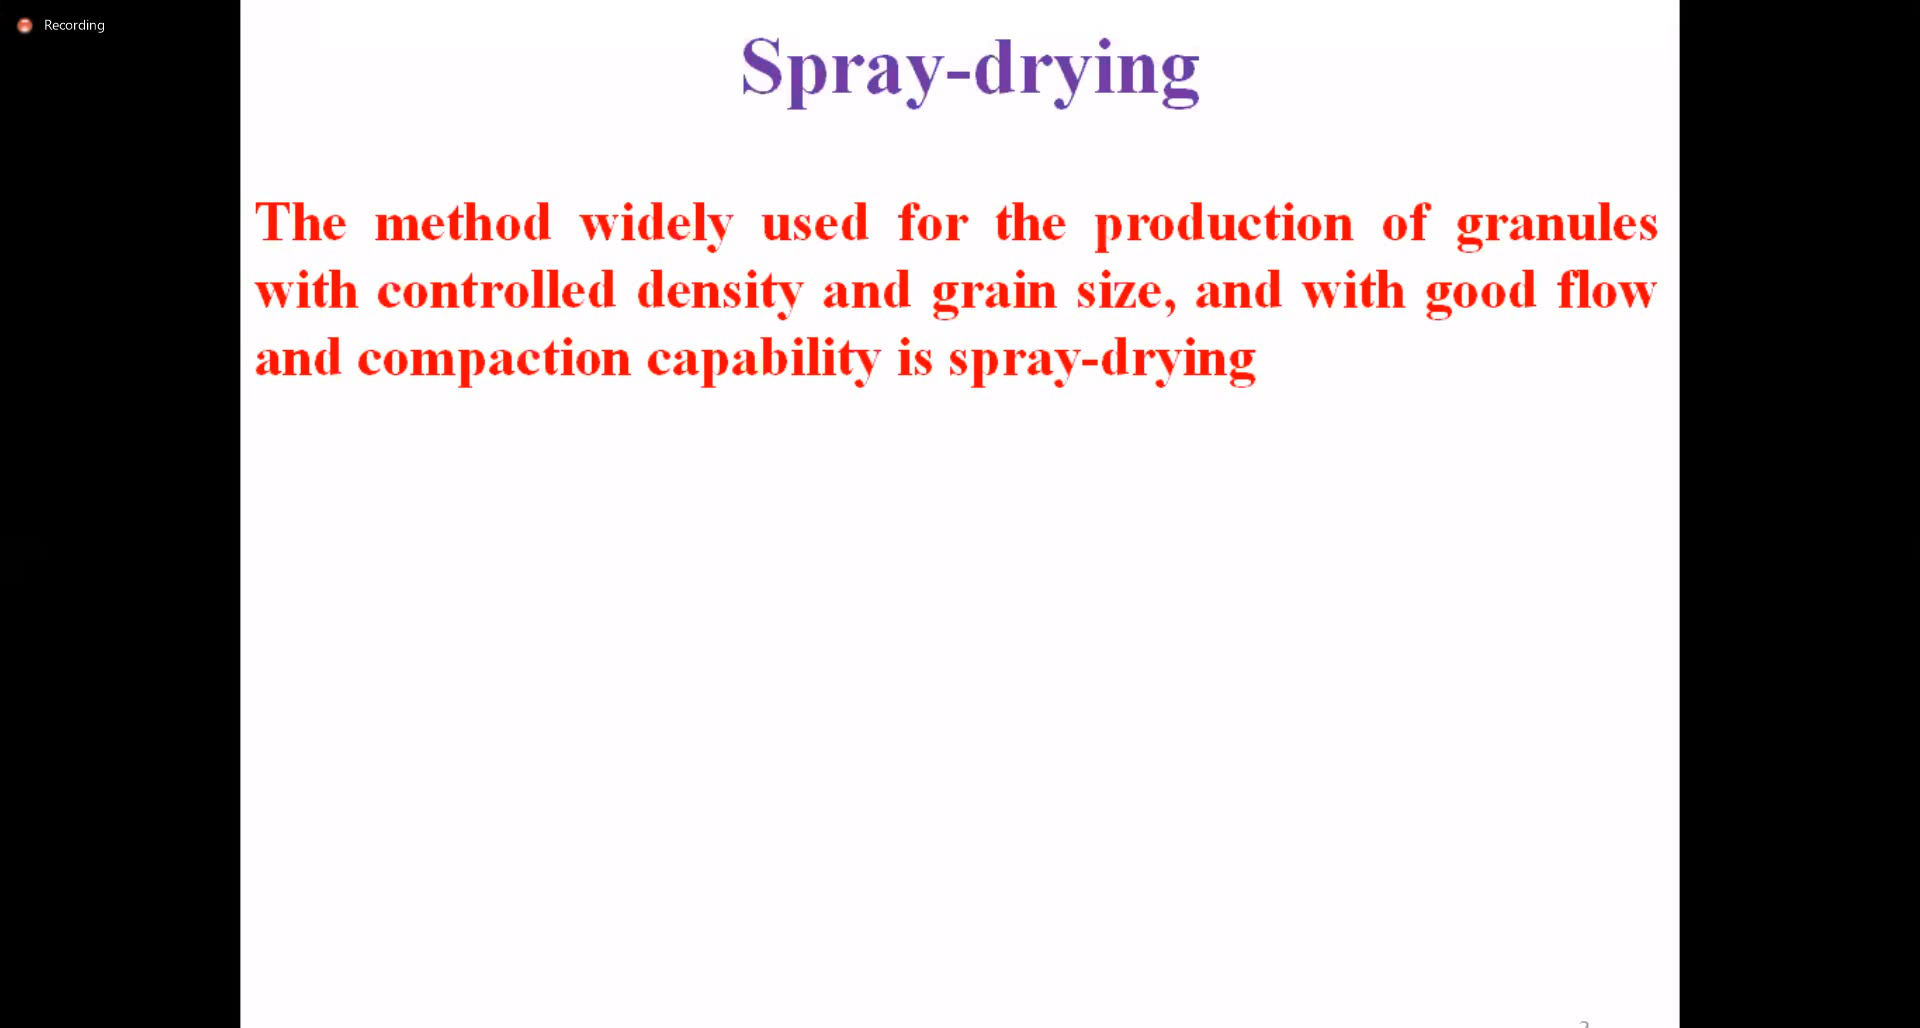 Recording
Spray-drying
The method widely used for the production of granules
with controlled density and grain size, and with good flow
and compaction capability is spray-drying